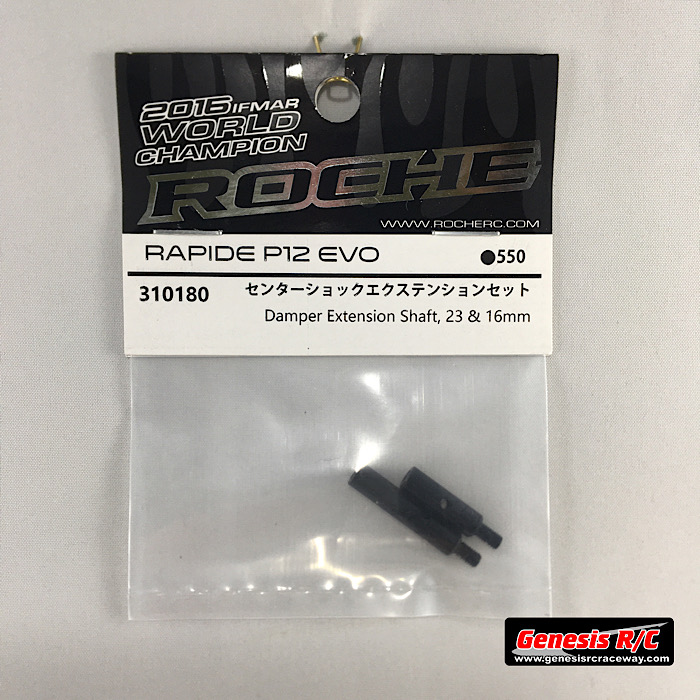 2016 IFMAR
WORLD
CHAMPION
ROCHE
WWW.ROCHERC.COM
RAPIDE P12 EVO
●550
310180
センターショックエクステンションセット
Damper Extension Shaft, 23 & 16mm
Genesis R/C
www.genesisrcraceway.com